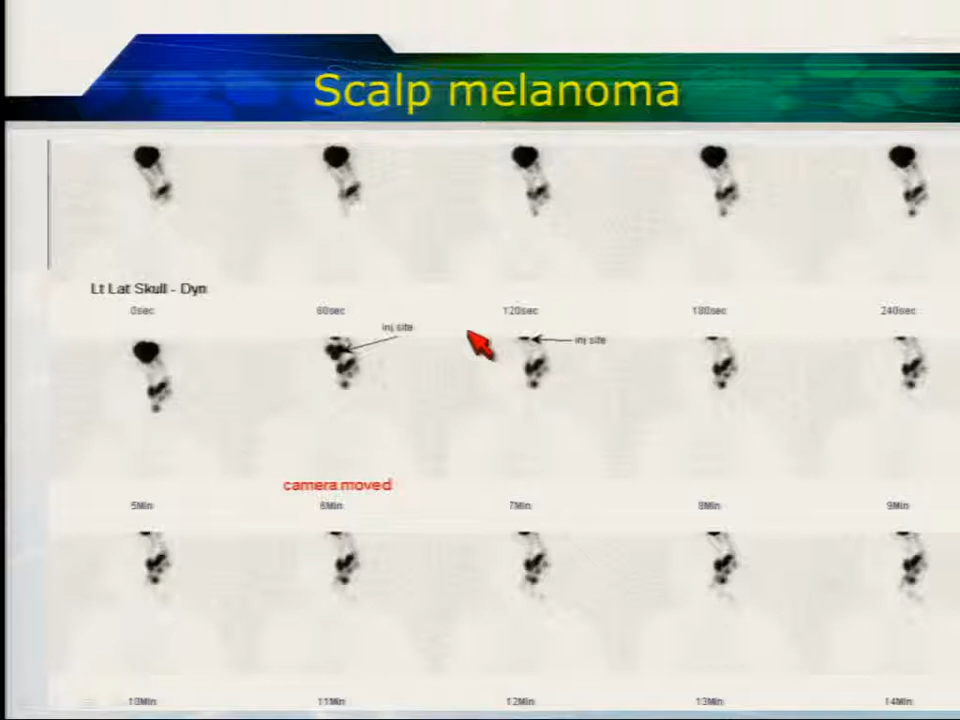 Scalp melanoma
Lt Lat Skull - Dyn
0sec
60sec
120sec
180sec
240sec
inj site
inj site
camera moved
5Min
6Min
7Min
8Min
9Min
10Min
11Min
12Min
13Min
14Min